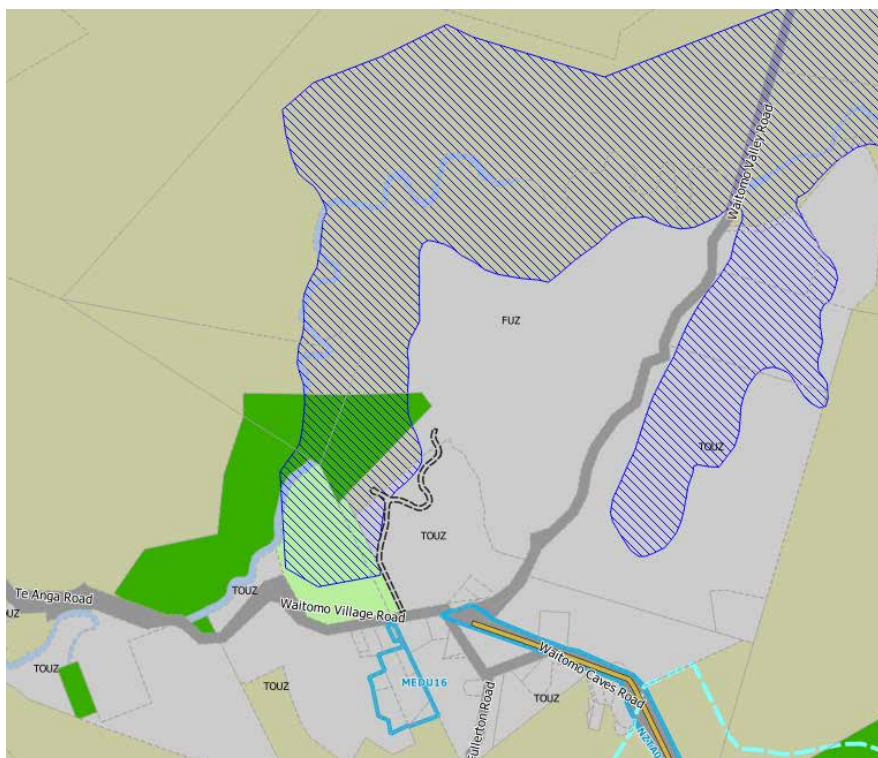 Waitomo Valley Road
FUZ
TOUZ
TOUZ
Te Anga Road
TOUZ
Waitomo Village Road
UZ
TOUZ
TOUZ
MEDU16
TOUZ
Waitomo Caves Road
Fullerton Road